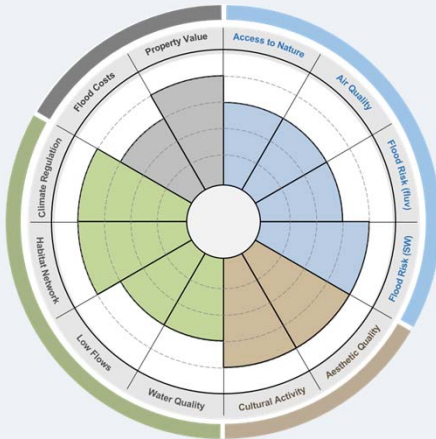 Property Value
Access to Nature
Air Quality
Flood Risk (fluv)
Flood Risk (SW)
Aesthetic Quality
Cultural Activity
Water Quality
Low Flows
Habitat Network
Climate Regulation
Flood Costs